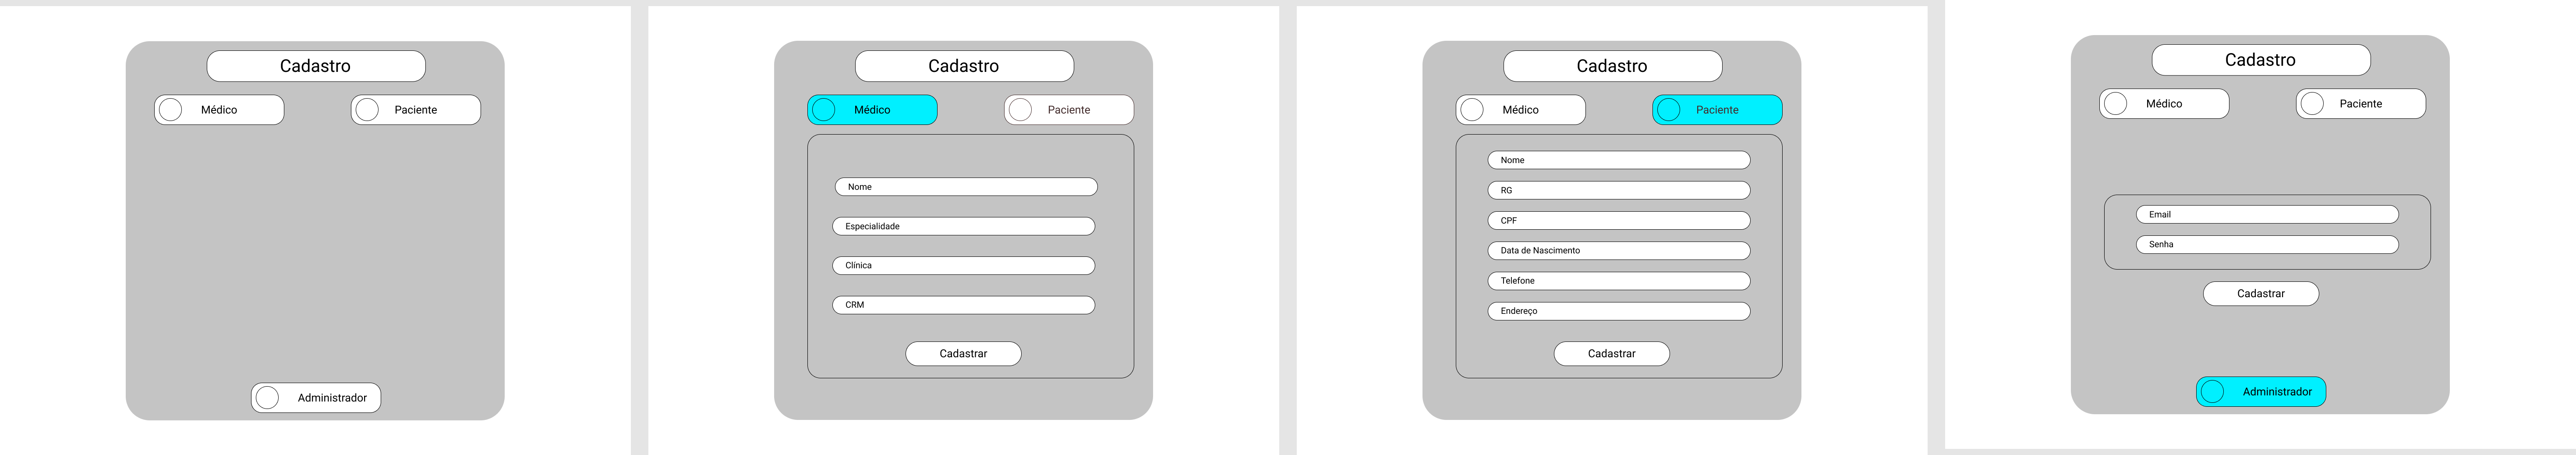 Cadastro
Médico
Paciente
Administrador
Cadastro
Médico
Paciente
Nome
Especialidade
Clínica
CRM
Cadastrar
Cadastro
Médico
Paciente
Nome
RG
CPF
Data de Nascimento
Telefone
Endereço
Cadastrar
Cadastro
Médico
Paciente
Email
Senha
Cadastrar
Administrador